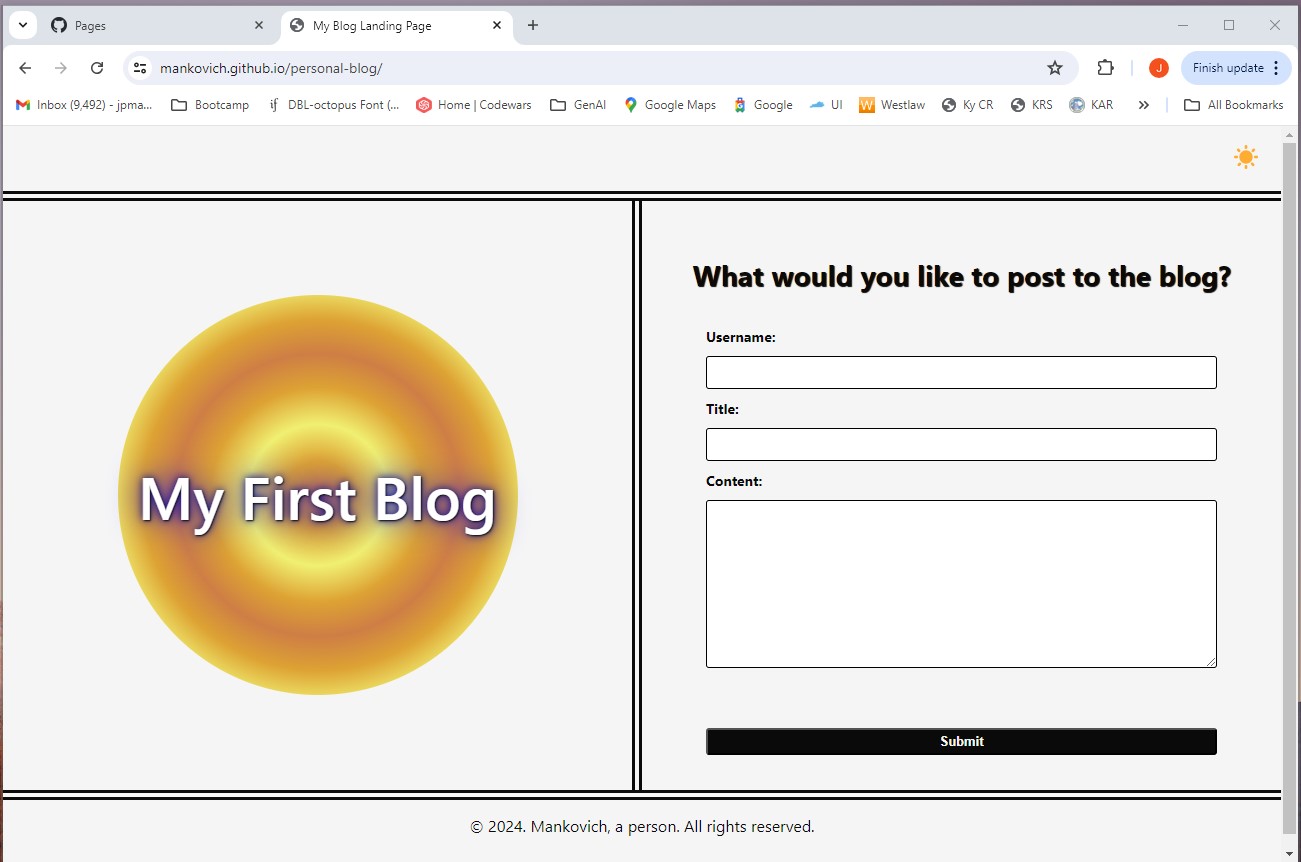 Pages
My Blog Landing Page
mankovich.github.io/personal-blog/
J
Finish update
Inbox (9,492) - jpma...
Bootcamp
if DBL-octopus Font (...
Home | Codewars
GenAI
Google Maps
Google
UI
W Westlaw
Ky CR
KRS
KAR
All Bookmarks
My First Blog
What would you like to post to the blog?
Username:
Title:
Content:
Submit
© 2024. Mankovich, a person. All rights reserved.